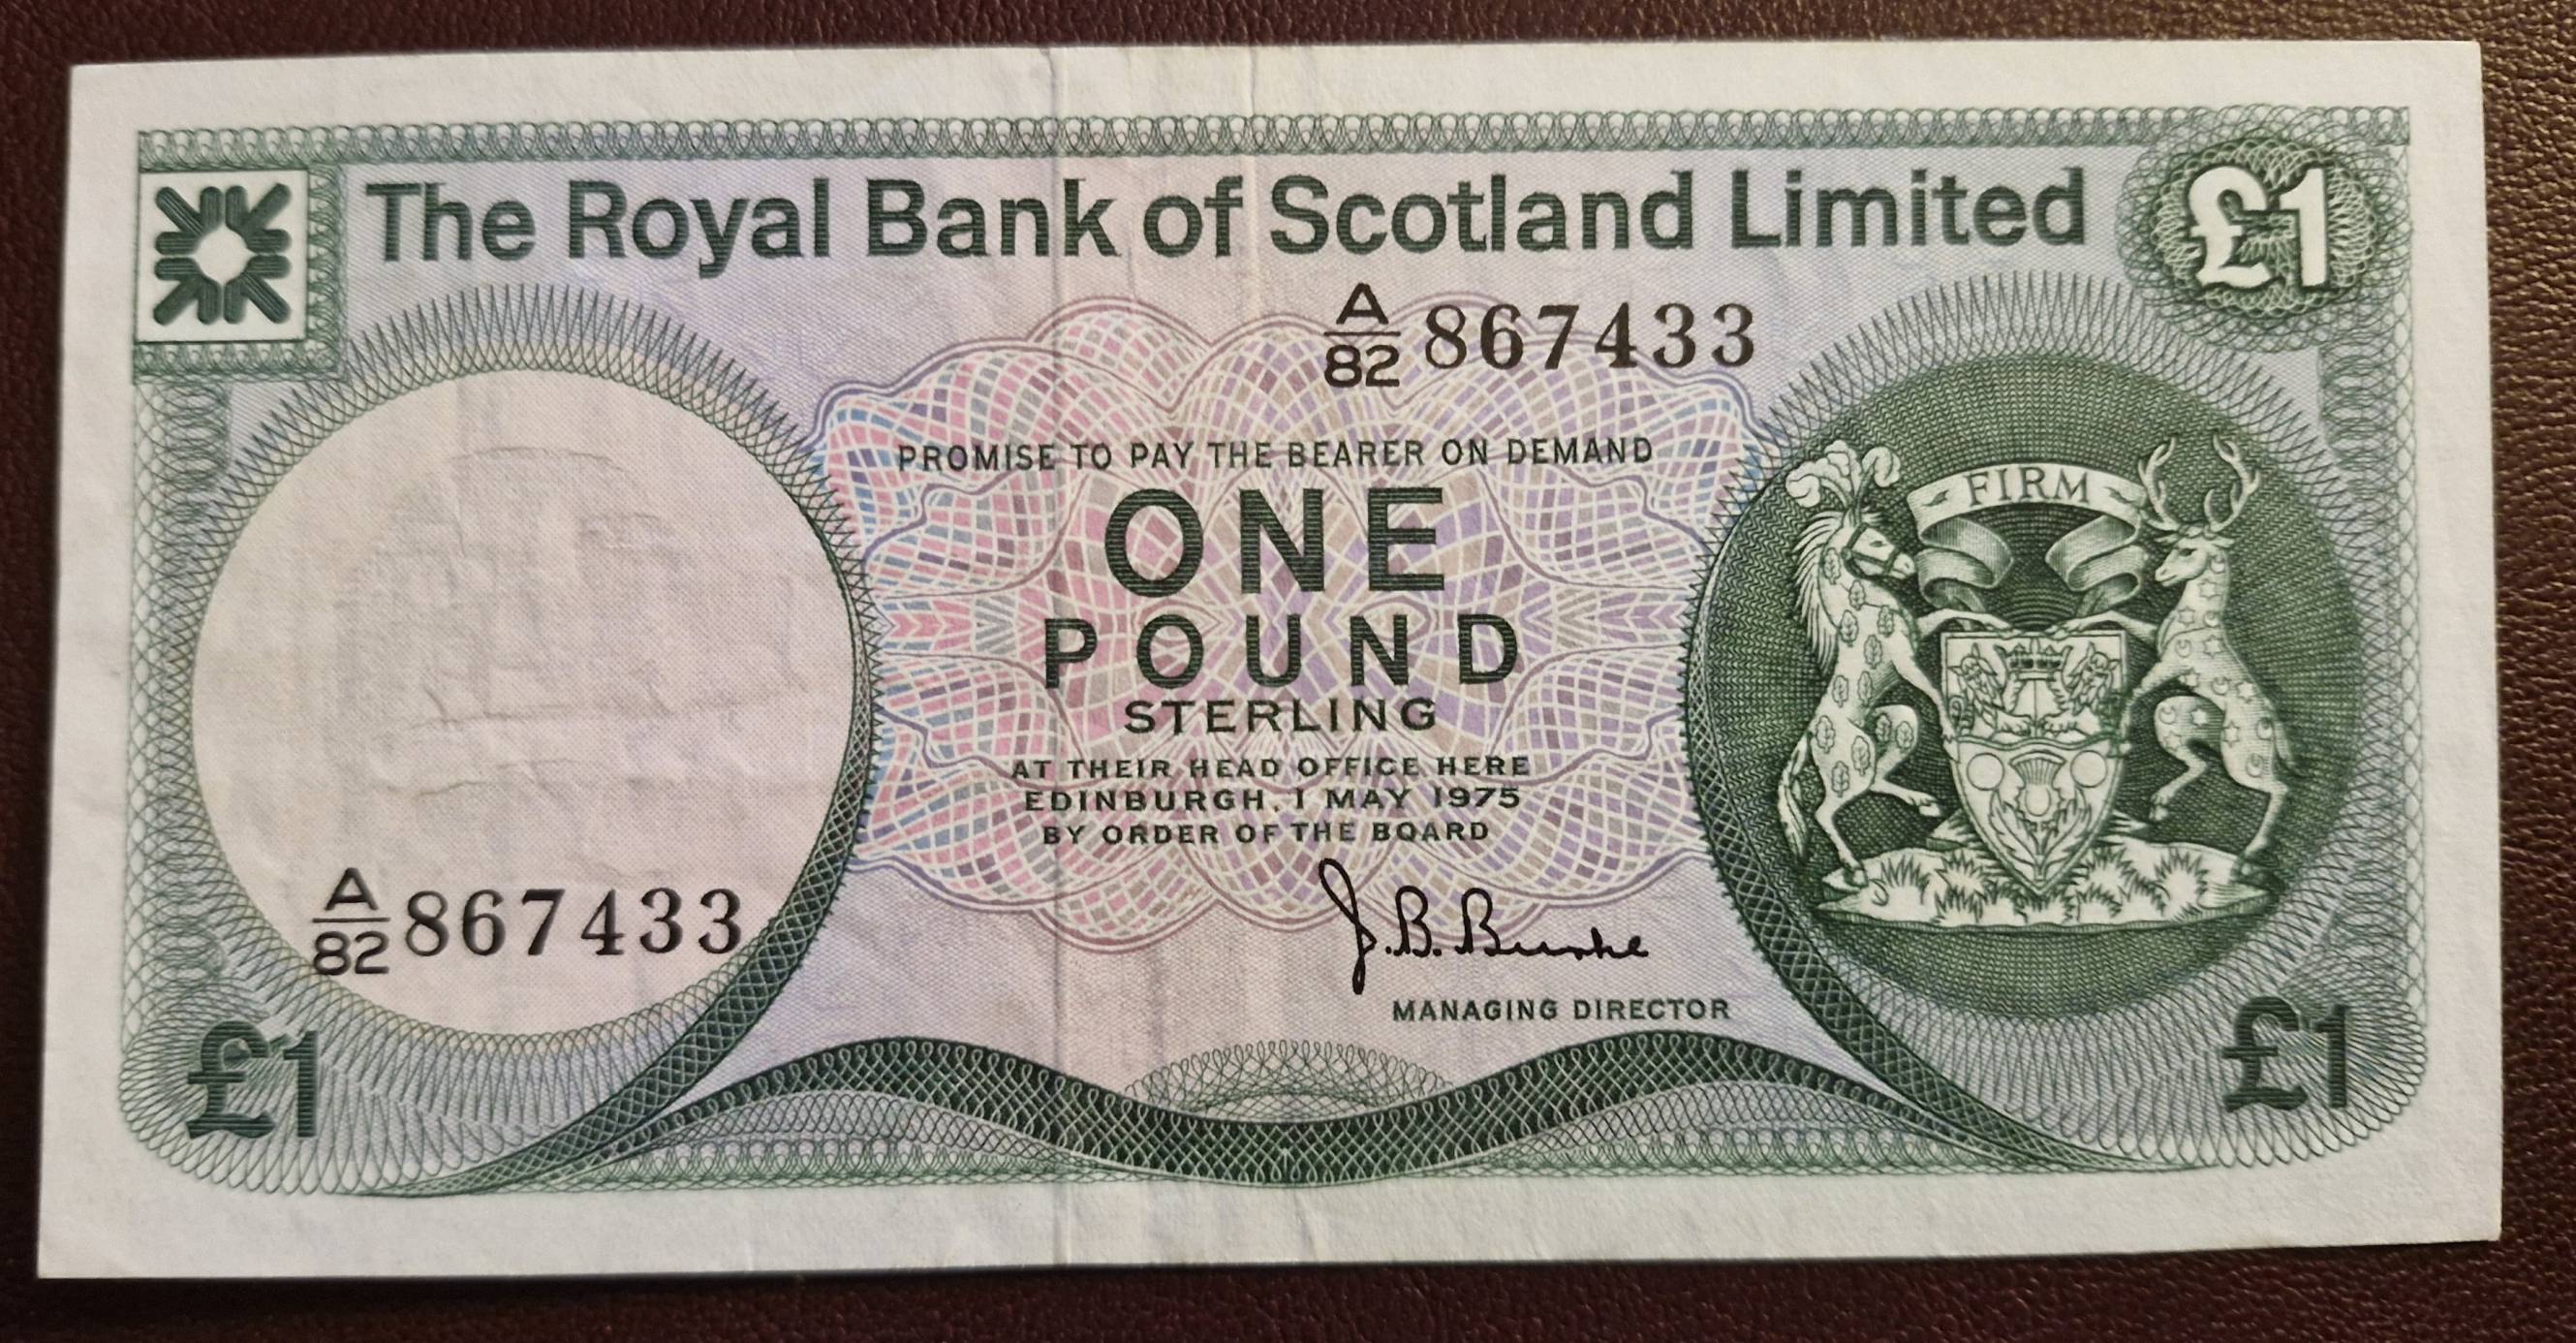 The Royal Bank of Scotland Limited
£1
A/82 867433
PROMISE TO PAY THE BEARER ON DEMAND
FIRM
ONE
POUND
STERLING
AT THEIR HEAD OFFICE HERE
EDINBURGH, 1 MAY 1975
BY ORDER OF THE BOARD
A/82 867433
J. B. Burke
MANAGING DIRECTOR
£1
£1